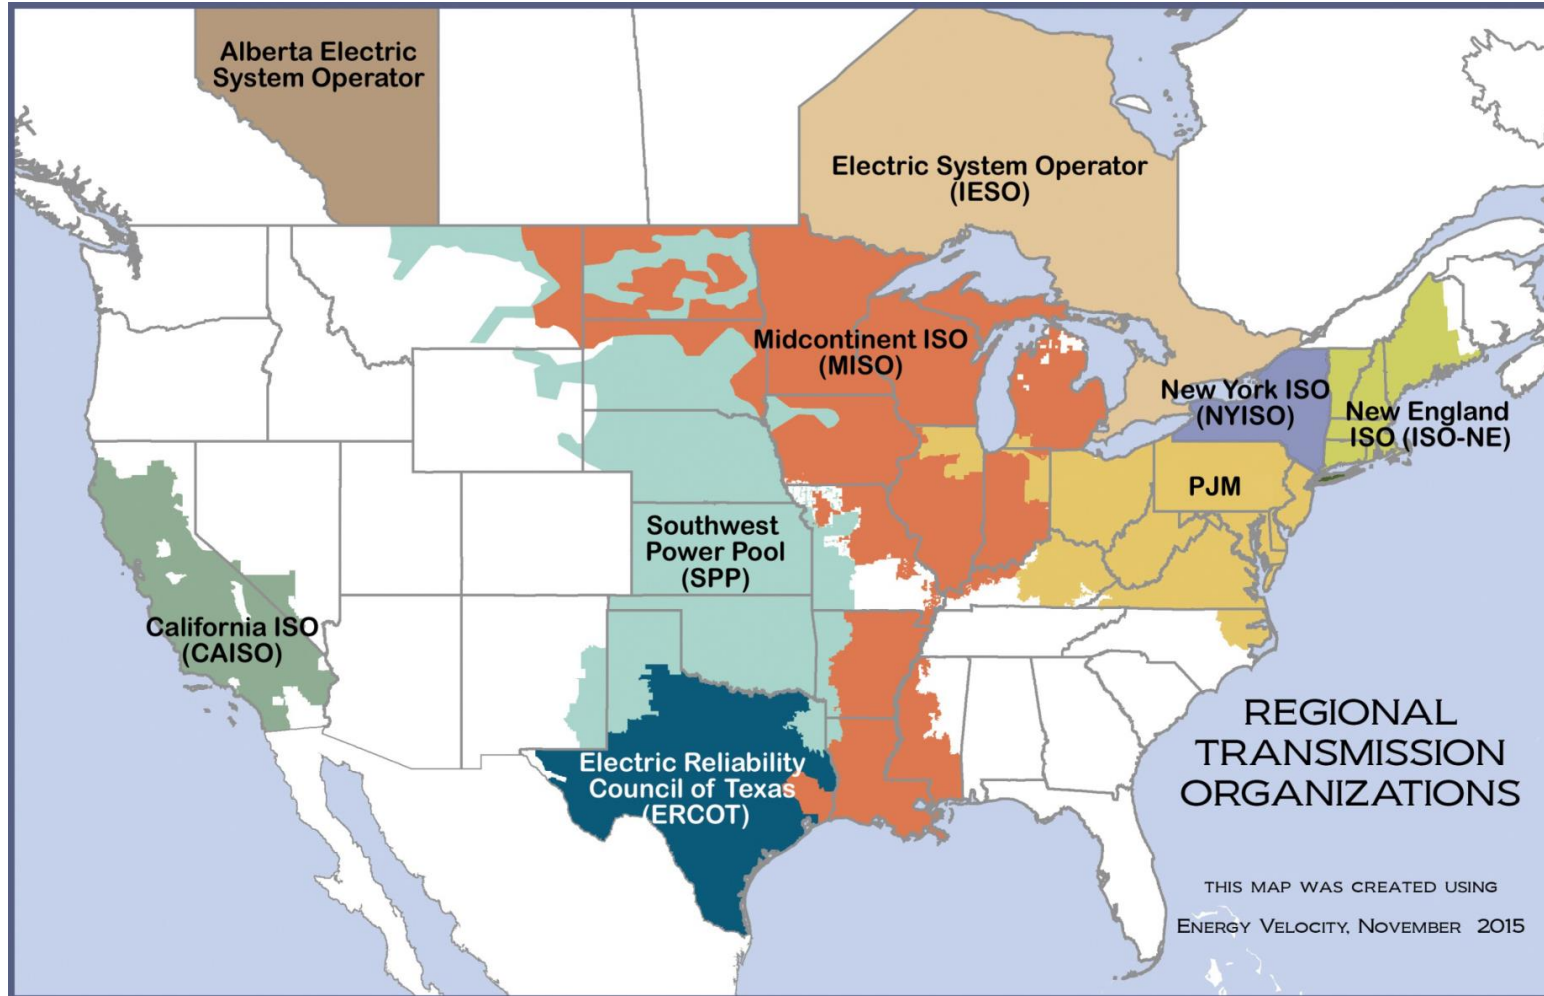 Alberta Electric
System Operator
Electric System Operator
(IESO)
Midcontinent ISO
(MISO)
New York ISO
(NYISO)
New England
ISO (ISO-NE)
PJM
Southwest
Power Pool
(SPP)
California ISO
(CAISO)
Electric Reliability
Council of Texas
(ERCOT)
REGIONAL
TRANSMISSION
ORGANIZATIONS
THIS MAP WAS CREATED USING
ENERGY VELOCITY, NOVEMBER 2015